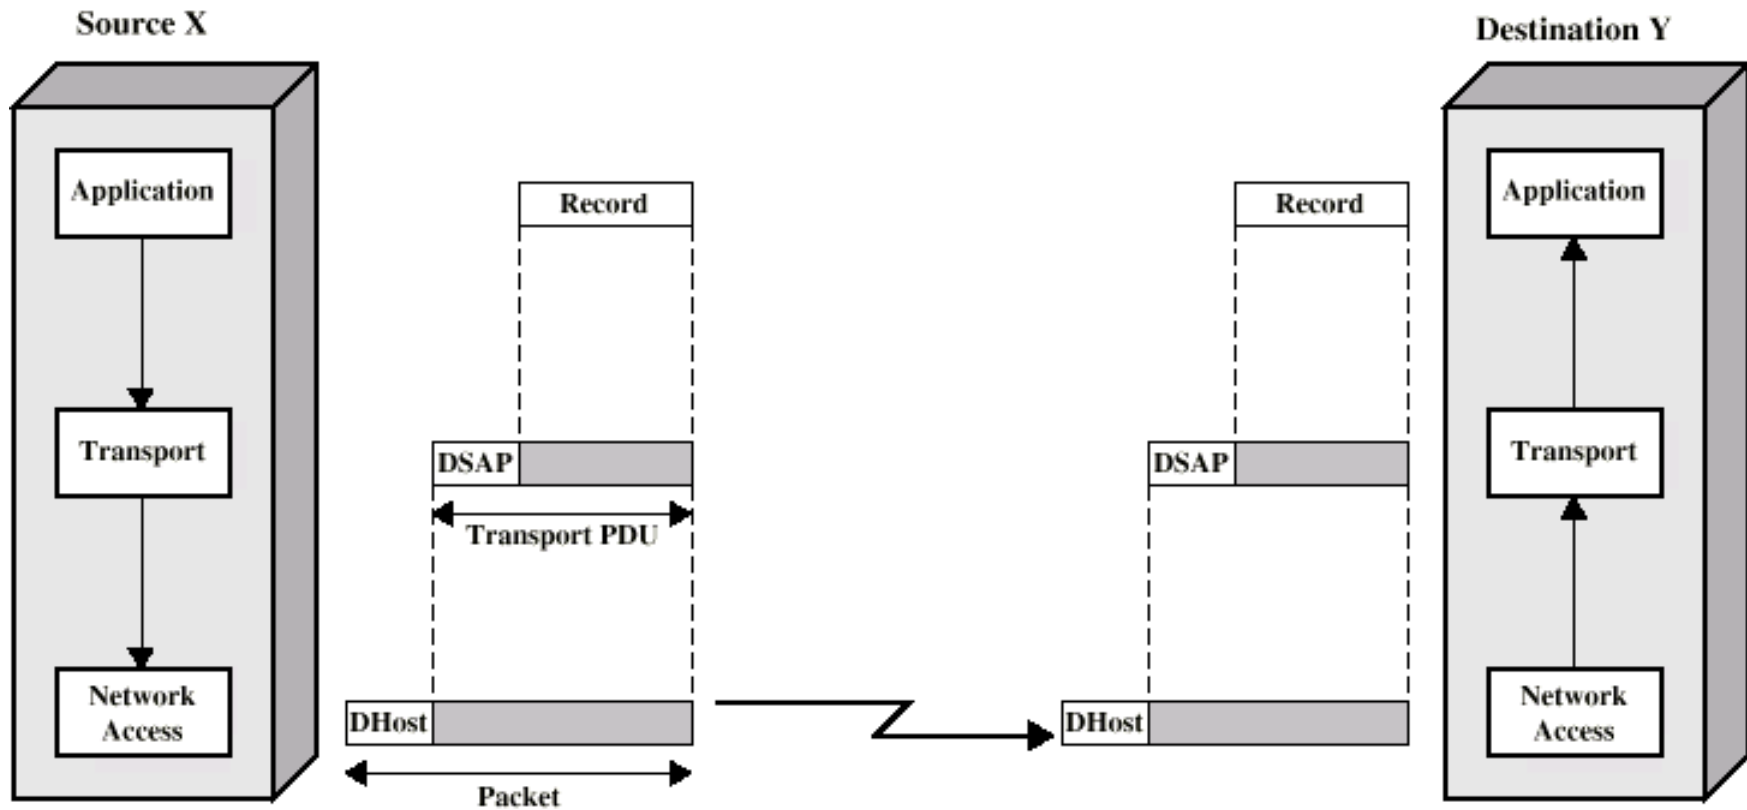 Source X
Destination Y
Application
Record
Record
Application
Transport
DSAP
Transport PDU
DSAP
Transport
Network
Access
DHost
Packet
DHost
Network
Access